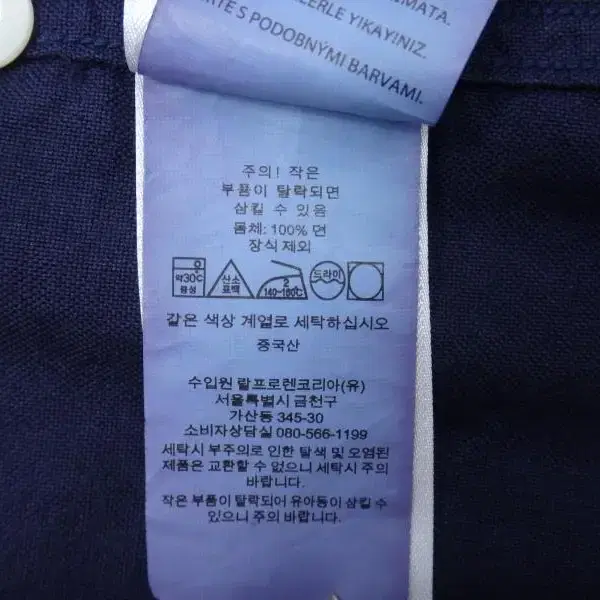 MATA.
ERLE YIKAYINIZ.
RTE S PODOBNÝMI BARVAMI.
주의! 작은
부품이 탈락되면
삼킬 수 있음
몸체: 100% 면
장식 제외
약30℃
중성
산소
표백
2
140~160℃
드라이
같은 색상 계열로 세탁하십시오
중국산
수입원 랄프로렌코리아(유)
서울특별시 금천구
가산동 345-30
소비자상담실 080-566-1199
세탁시 부주의로 인한 탈색 및 오염된
제품은 교환할 수 없으니 세탁시 주의
바랍니다.
작은 부품이 탈락되어 유아등이 삼킬 수
있으니 주의 바랍니다.